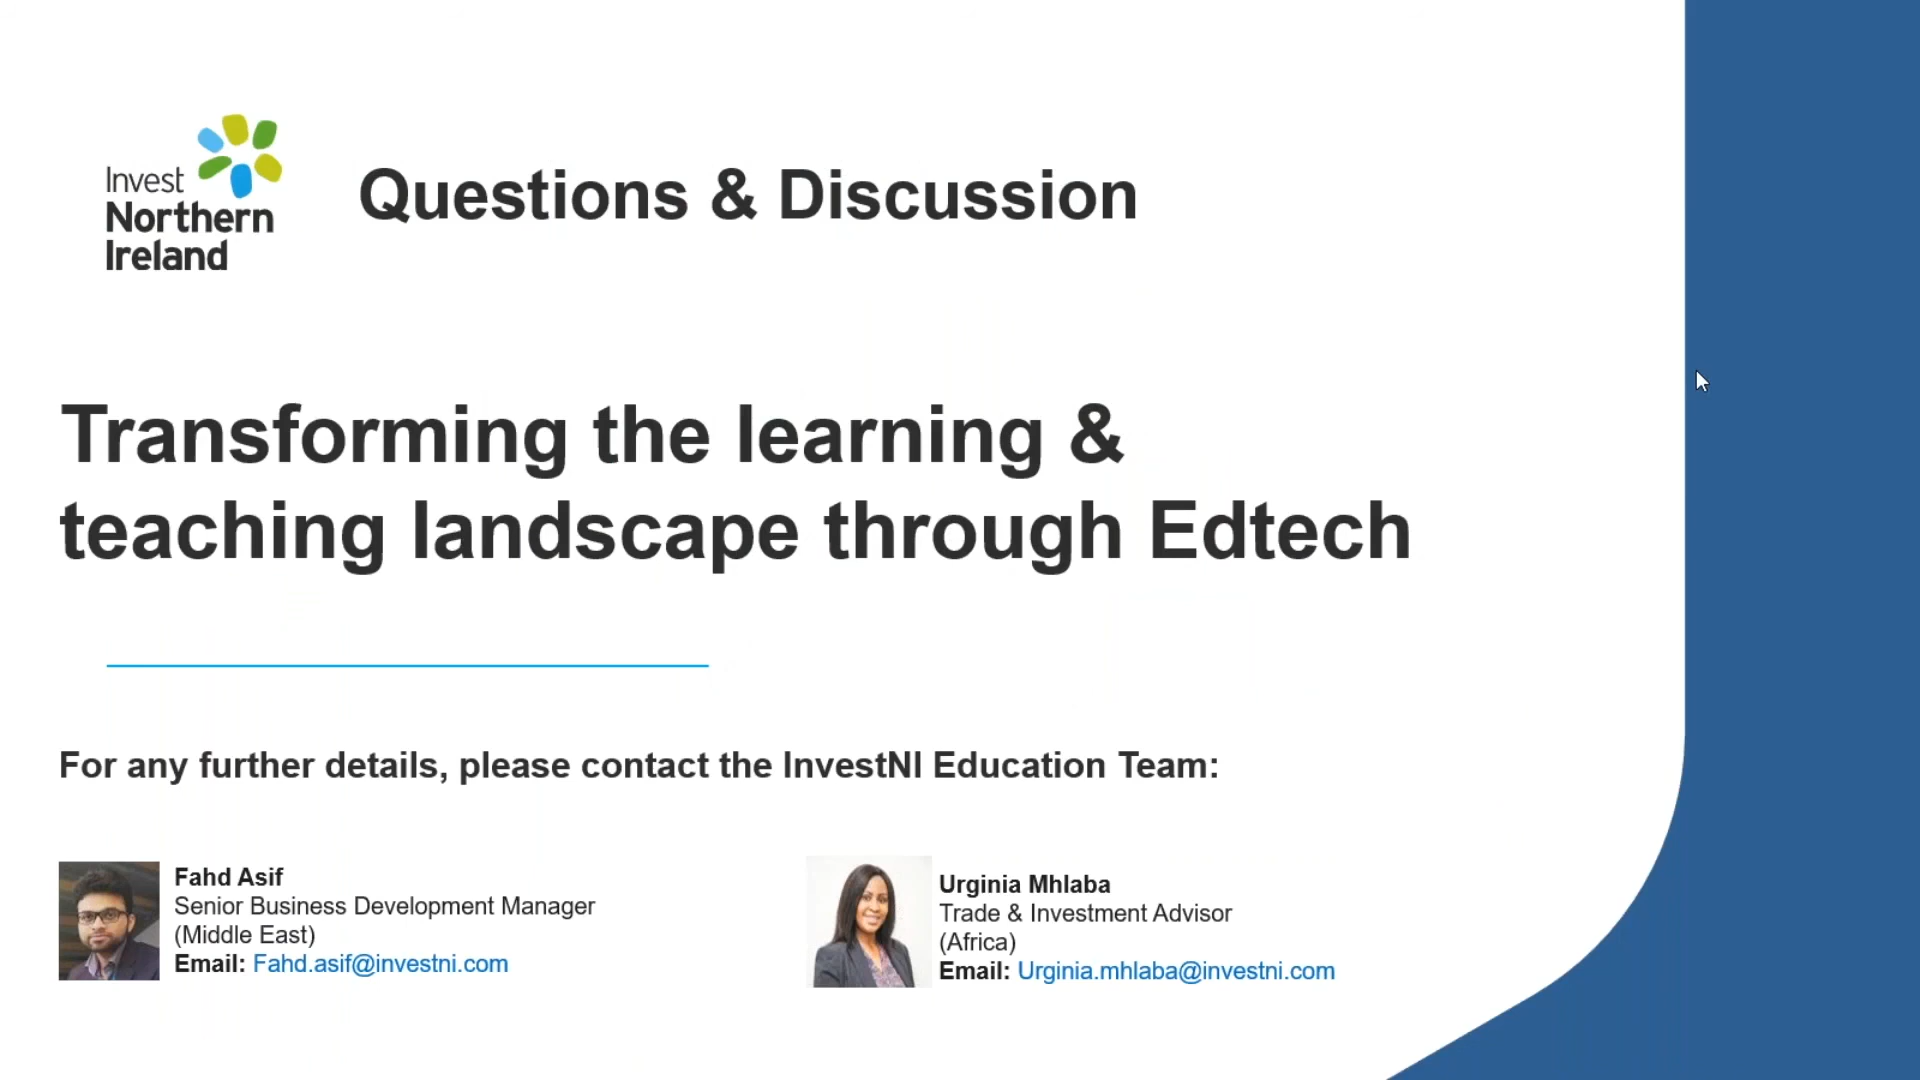 Invest
Northern
Ireland
Questions & Discussion
Transforming the learning &
teaching landscape through Edtech
For any further details, please contact the InvestNI Education Team:
Fahd Asif
Senior Business Development Manager
(Middle East)
Email: Fahd.asif@investni.com
Urginia Mhlaba
Trade & Investment Advisor
(Africa)
Email: Urginia.mhlaba@investni.com